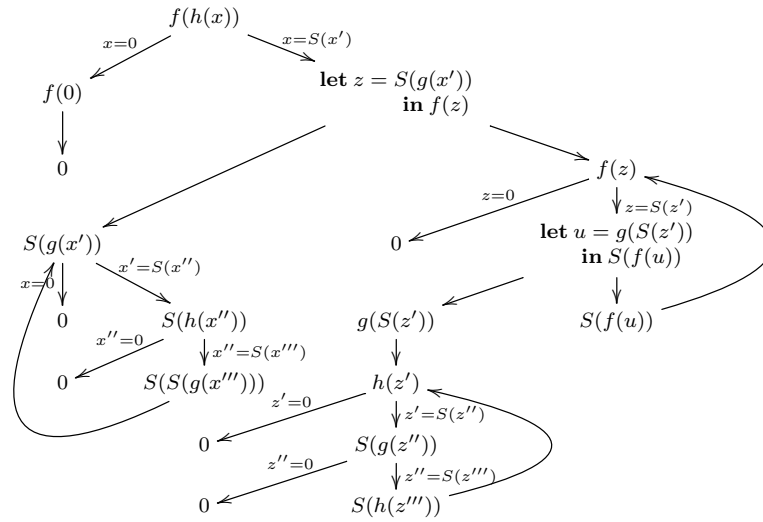 f(h(x))
x=0
x=S(x′)
f(0)
let z = S(g(x′))
in f(z)
0
f(z)
z=0
z=S(z′)
S(g(x′))
0
let u = g(S(z′))
in S(f(u))
x=0
x′=S(x′′)
0
S(h(x′′))
g(S(z′))
S(f(u))
x′′=0
x′′=S(x′′′)
0
S(S(g(x′′′)))
h(z′)
z′=0
z′=S(z′′)
0
S(g(z′′))
z′′=0
z′′=S(z′′′)
0
S(h(z′′′))